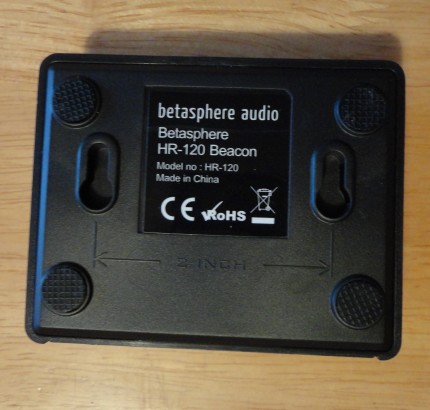 betasphere audio
Betasphere
HR-120 Beacon
Model no : HR-120
Made in China
CE RoHS
2 INCH